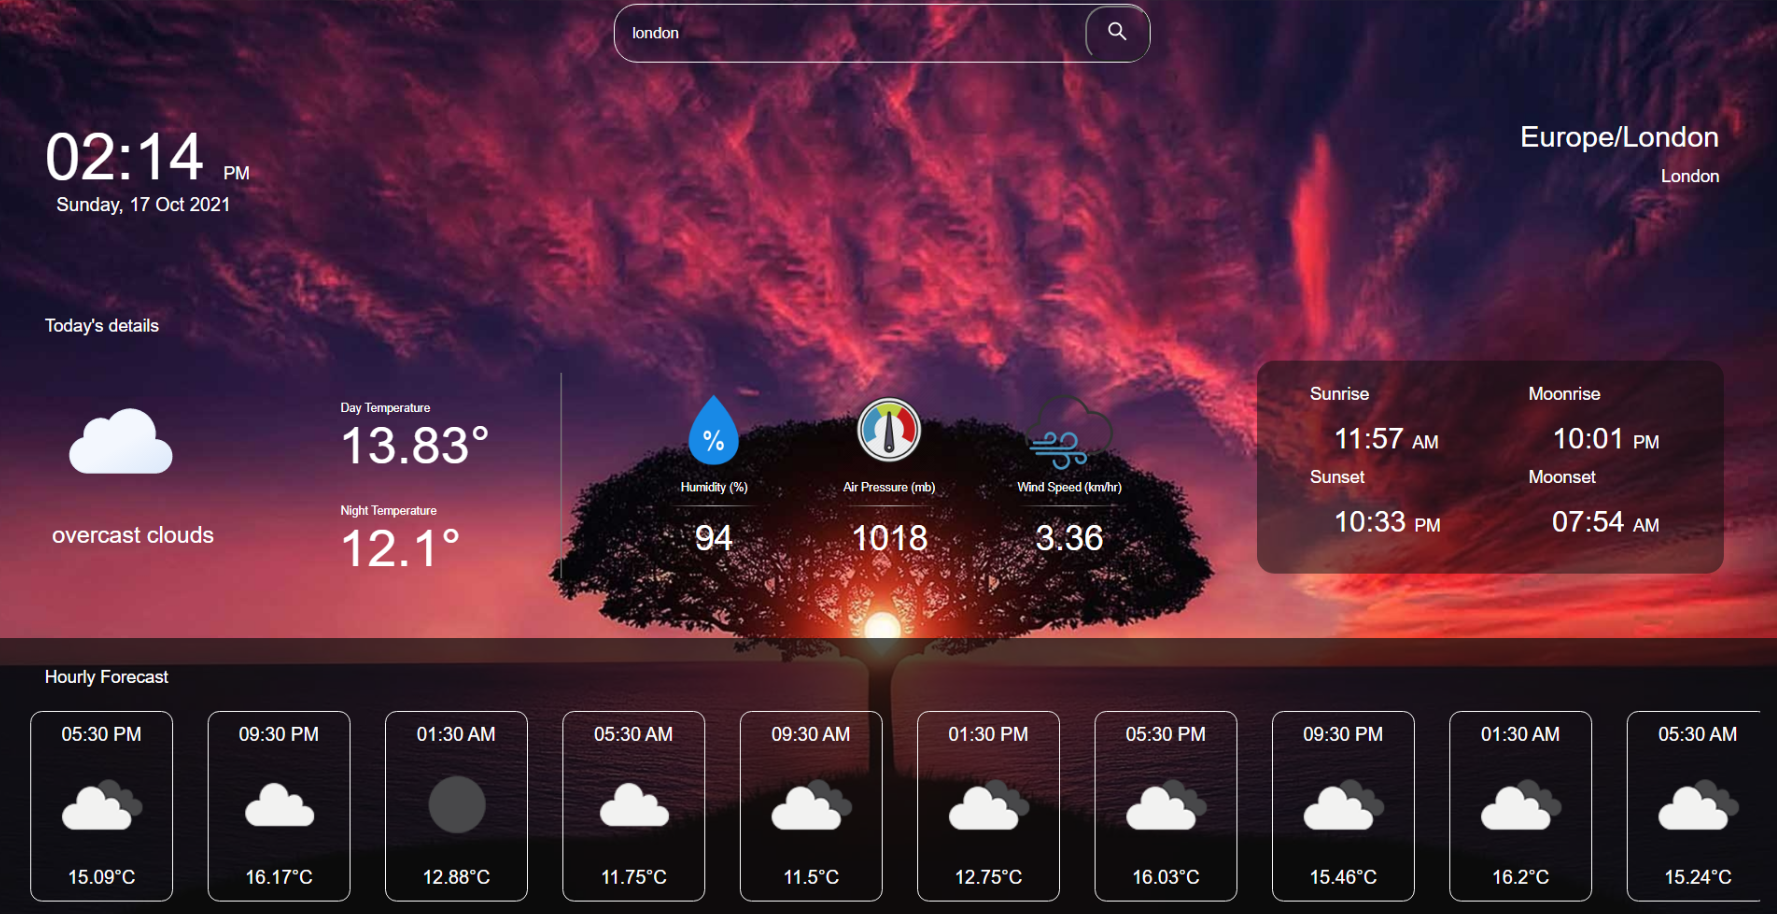 london
02:14 PM
Sunday, 17 Oct 2021
Europe/London
London
Today's details
overcast clouds
Day Temperature
13.83°
Night Temperature
12.1°
%
Humidity (%)
94
Air Pressure (mb)
1018
Wind Speed (km/hr)
3.36
Sunrise
11:57 AM
Moonrise
10:01 PM
Sunset
10:33 PM
Moonset
07:54 AM
Hourly Forecast
05:30 PM
15.09°C
09:30 PM
16.17°C
01:30 AM
12.88°C
05:30 AM
11.75°C
09:30 AM
11.5°C
01:30 PM
12.75°C
05:30 PM
16.03°C
09:30 PM
15.46°C
01:30 AM
16.2°C
05:30 AM
15.24°C